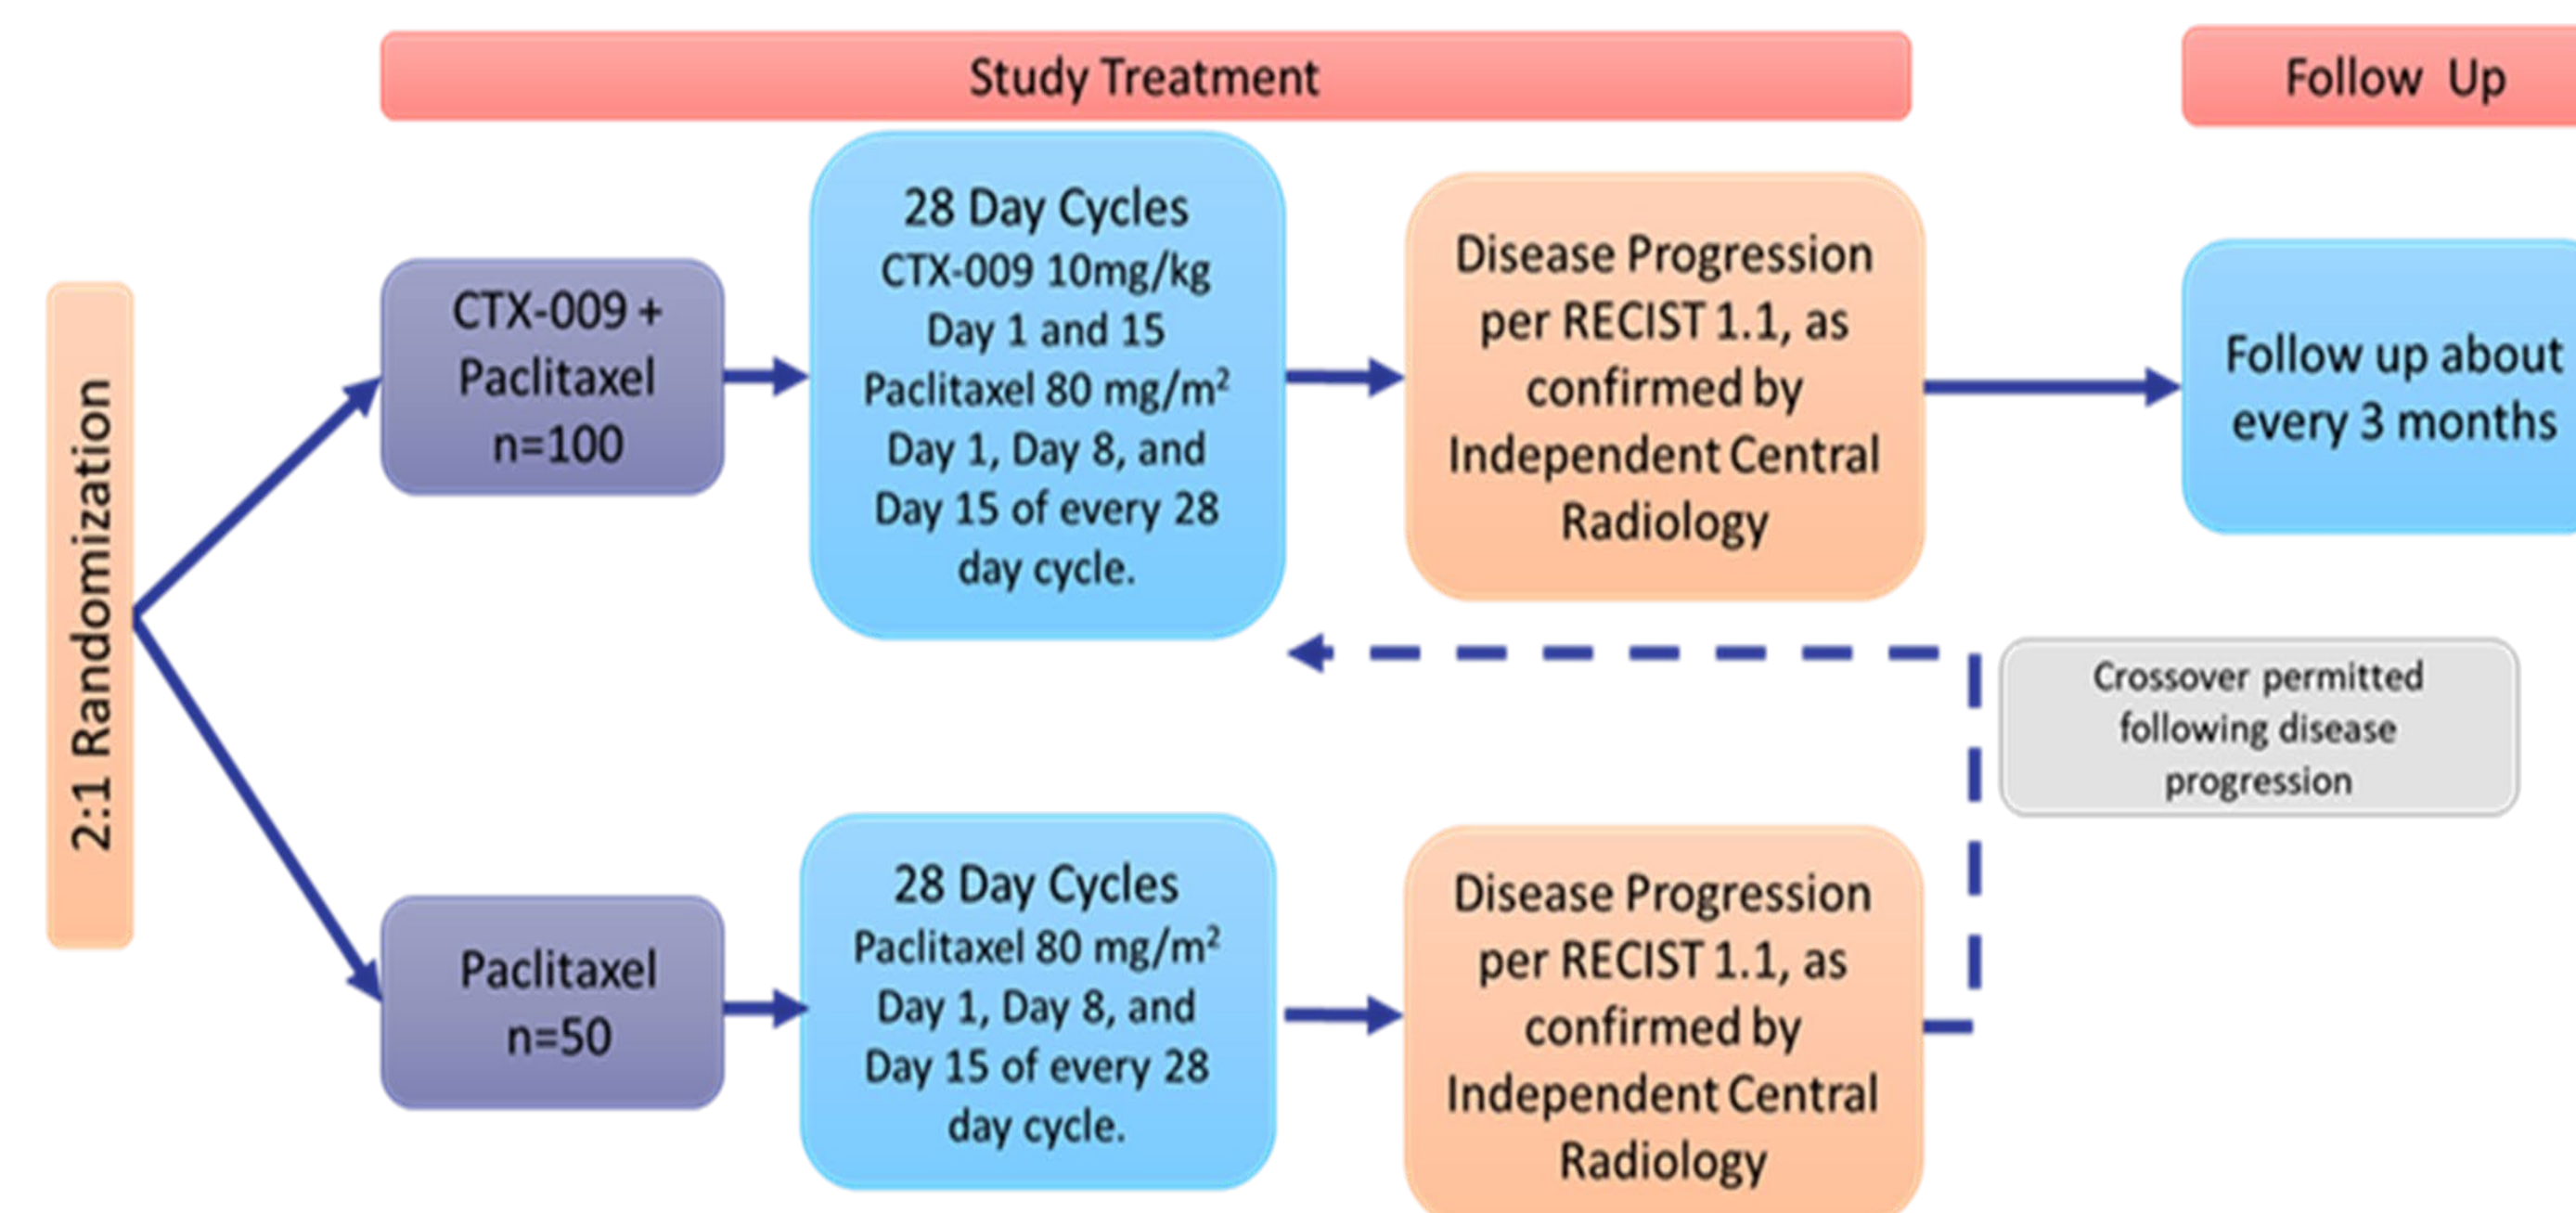 Study Treatment
Follow  Up
2:1 Randomization
CTX-009 +
Paclitaxel
n=100
28 Day Cycles
CTX-009 10mg/kg
Day 1 and 15
Paclitaxel 80 mg/m²
Day 1, Day 8, and
Day 15 of every 28
day cycle.
Disease Progression
per RECIST 1.1, as
confirmed by
Independent Central
Radiology
Follow up about
every 3 months
Crossover permitted
following disease
progression
Paclitaxel
n=50
28 Day Cycles
Paclitaxel 80 mg/m²
Day 1, Day 8, and
Day 15 of every 28
day cycle.
Disease Progression
per RECIST 1.1, as
confirmed by
Independent Central
Radiology